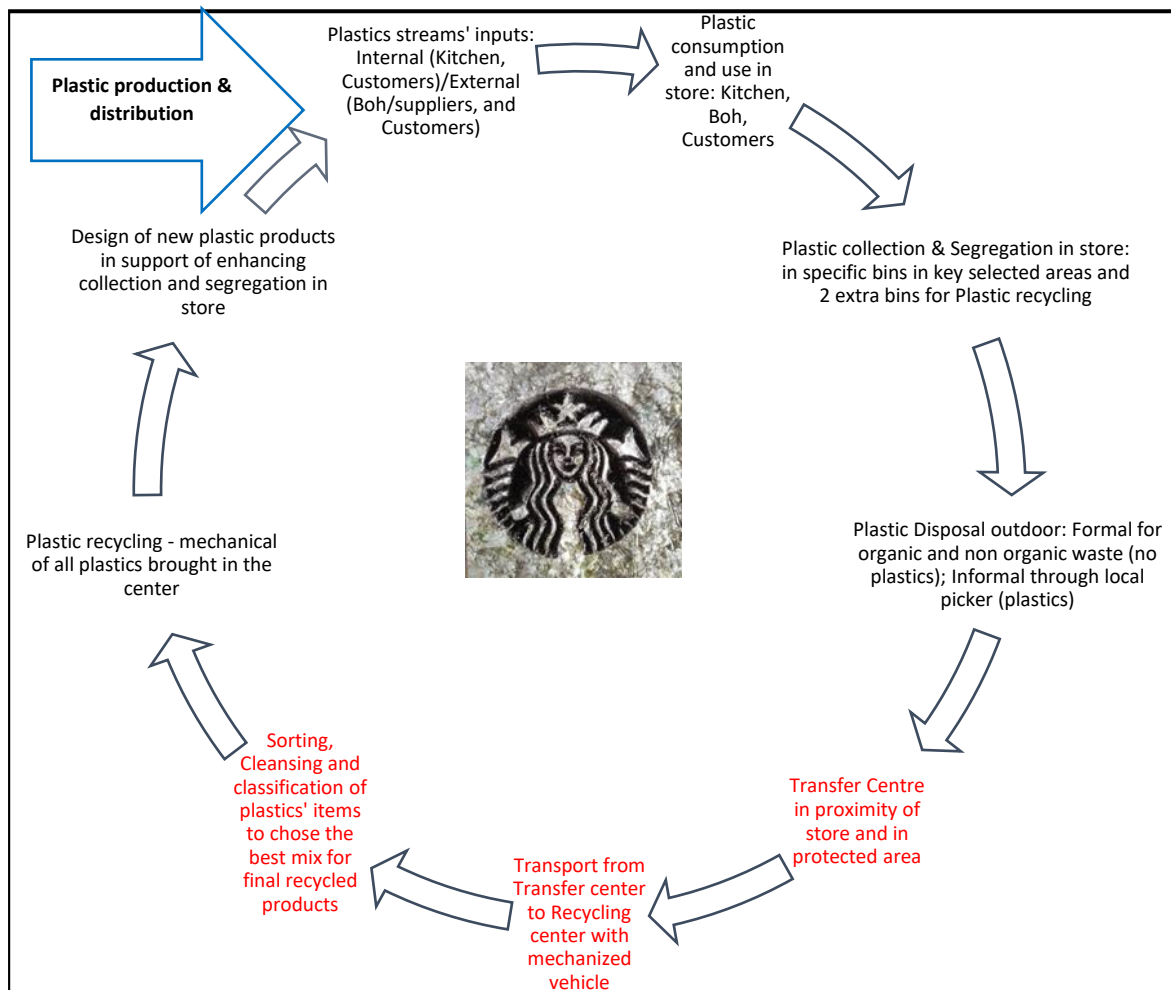 Plastic production &
distribution
Plastics streams' inputs:
Internal (Kitchen,
Customers)/External
(Boh/suppliers, and
Customers)
Plastic
consumption
and use in
store: Kitchen,
Boh,
Customers
Plastic collection & Segregation in store:
in specific bins in key selected areas and
2 extra bins for Plastic recycling
Plastic Disposal outdoor: Formal for
organic and non organic waste (no
plastics); Informal through local
picker (plastics)
Transfer Centre
in proximity of
store and in
protected area
Transport from
Transfer center
to Recycling
center with
mechanized
vehicle
Sorting,
Cleansing and
classification of
plastics' items
to chose the
best mix for
final recycled
products
Plastic recycling - mechanical
of all plastics brought in the
center
Design of new plastic products
in support of enhancing
collection and segregation in
store